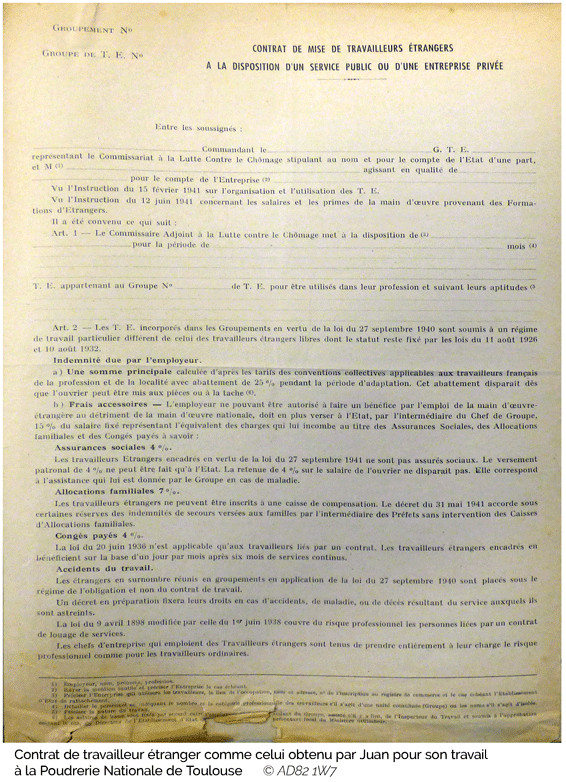 GROUPEMENT No
GROUPE DE T. E. No
CONTRAT DE MISE DE TRAVAILLEURS ÉTRANGERS
A LA DISPOSITION D'UN SERVICE PUBLIC OU D'UNE ENTREPRISE PRIVÉE
Entre les soussignés :
Commandant le G. T. E.
représentant le Commissariat à la Lutte Contre le Chômage stipulant au nom et pour le compte de l'Etat d'une part,
et M (1) agissant en qualité de
pour le compte de l'Entreprise (2)
Vu l'Instruction du 15 février 1941 sur l'organisation et l'utilisation des T. E.
Vu l'Instruction du 12 juin 1941 concernant les salaires et les primes de la main d'œuvre provenant des Forma-
tions d'Etrangers.
Il a été convenu ce qui suit :
Art. 1 — Le Commissaire Adjoint à la Lutte contre le Chômage met à la disposition de (3)
pour la période de mois (4)
T. E. appartenant au Groupe No de T. E. pour être utilisés dans leur profession et suivant leurs aptitudes
Art. 2 — Les T. E. incorporés dans les Groupements en vertu de la loi du 27 septembre 1940 sont soumis à un régime
de travail particulier différent de celui des travailleurs étrangers libres dont le statut reste fixé par les lois du 11 août 1926
et 10 août 1932.
Indemnité due par l'employeur.
a) Une somme principale calculée d'après les tarifs des conventions collectives applicables aux travailleurs français
de la profession et de la localité avec abattement de 25 % pendant la période d'adaptation. Cet abattement disparait dès
que l'ouvrier peut être mis aux pièces ou à la tache
b) Frais accessoires — L'employeur ne pouvant être autorisé à faire un bénéfice par l'emploi de la main d'œuvre
étrangère au détriment de la main d'œuvre nationale, doit en plus verser à l'Etat, par l'intermédiaire du Chef de Groupe,
15 % du salaire fixé représentant l'équivalent des charges qui lui incombe au titre des Assurances Sociales, des Allocations
familiales et des Congés payés à savoir :
Assurances sociales 4 %.
Les travailleurs Etrangers encadrés en vertu de la loi du 27 septembre 1941 ne sont pas assurés sociaux. Le versement
patronal de 4 % ne peut être fait qu'à l'Etat. La retenue de 4 % sur le salaire de l'ouvrier ne disparait pas. Elle correspond
à l'assistance qui lui est donnée par le Groupe en cas de maladie.
Allocations familiales 7 %.
Les travailleurs étrangers ne peuvent être inscrits à une caisse de compensation. Le décret du 31 mai 1941 accorde sous
certaines réserves des indemnités de secours versées aux familles par l'intermédiaire des Préfets sans intervention des Caisses
d'Allocations familiales.
Congés payés 4 %.
La loi du 20 juin 1936 n'est applicable qu'aux travailleurs liés par un contrat. Les travailleurs étrangers encadrés en
bénéficient sur la base d'un jour par mois après six mois de services continus.
Accidents du travail.
Les étrangers en surnombre réunis en groupements en application de la loi du 27 septembre 1940 sont placés sous le
régime de l'obligation et non du contrat de travail.
Un décret en préparation fixera leurs droits en cas d'accidents, de maladie, ou de décès résultant du service auxquels ils
sont astreints.
La loi du 9 avril 1898 modifiée par celle du 1er juin 1938 couvre du risque professionnel les personnes liées par un contrat
de louage de services.
Les chefs d'entreprise qui emploient des Travailleurs étrangers sont tenus de prendre entièrement à leur charge le risque
professionnel comme pour les travailleurs ordinaires.
1) Employeur, nom, prénoms, profession.
2) Rayer la mention inutile et préciser l'Entreprise le cas échéant.
Contrat de travailleur étranger comme celui obtenu par Juan pour son travail
à la Poudrerie Nationale de Toulouse © AD82 1W7